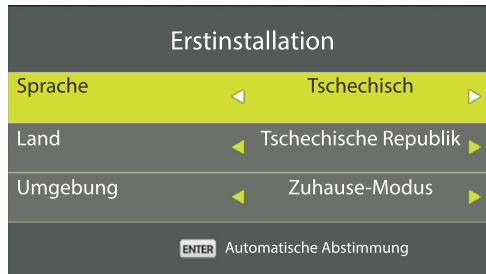 Erstinstallation
Sprache Tschechisch
Land Tschechische Republik
Umgebung Zuhause-Modus
ENTER Automatische Abstimmung